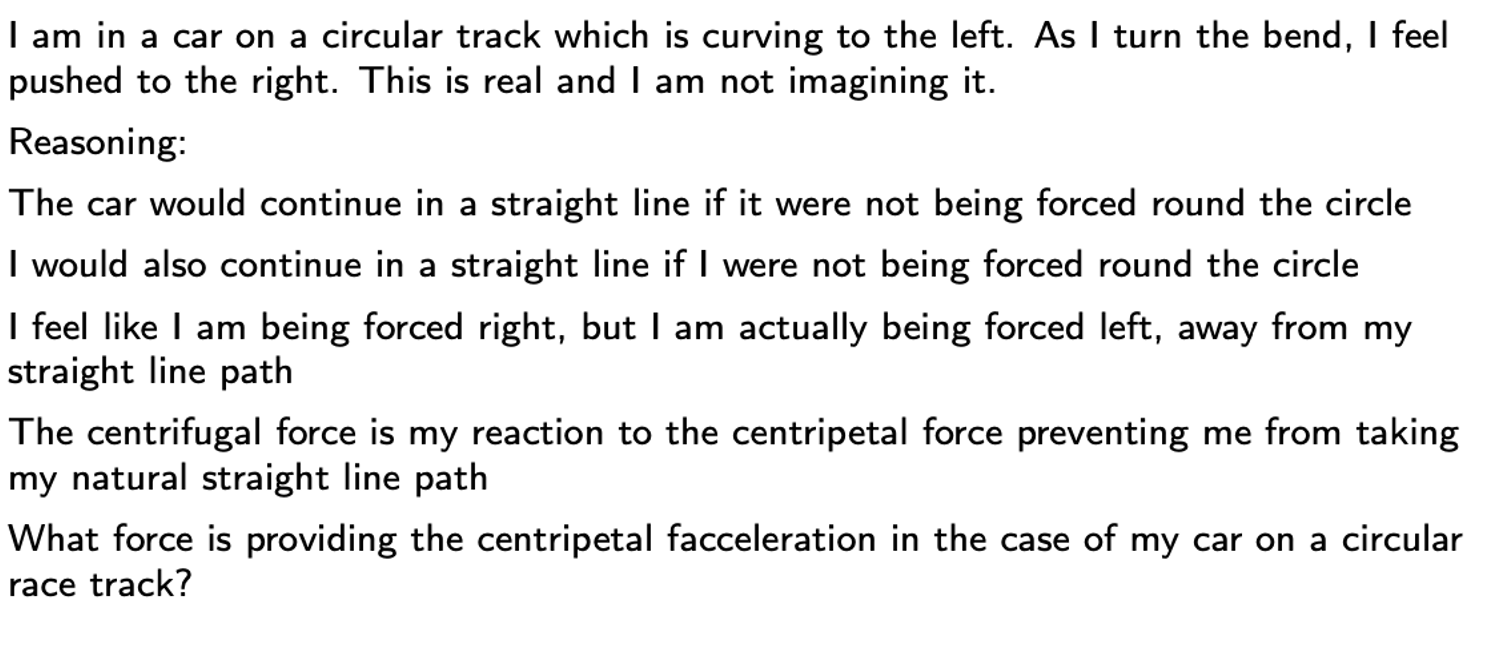 I am in a car on a circular track which is curving to the left. As I turn the bend, I feel
pushed to the right. This is real and I am not imagining it.
Reasoning:
The car would continue in a straight line if it were not being forced round the circle
I would also continue in a straight line if I were not being forced round the circle
I feel like I am being forced right, but I am actually being forced left, away from my
straight line path
The centrifugal force is my reaction to the centripetal force preventing me from taking
my natural straight line path
What force is providing the centripetal facceleration in the case of my car on a circular
race track?